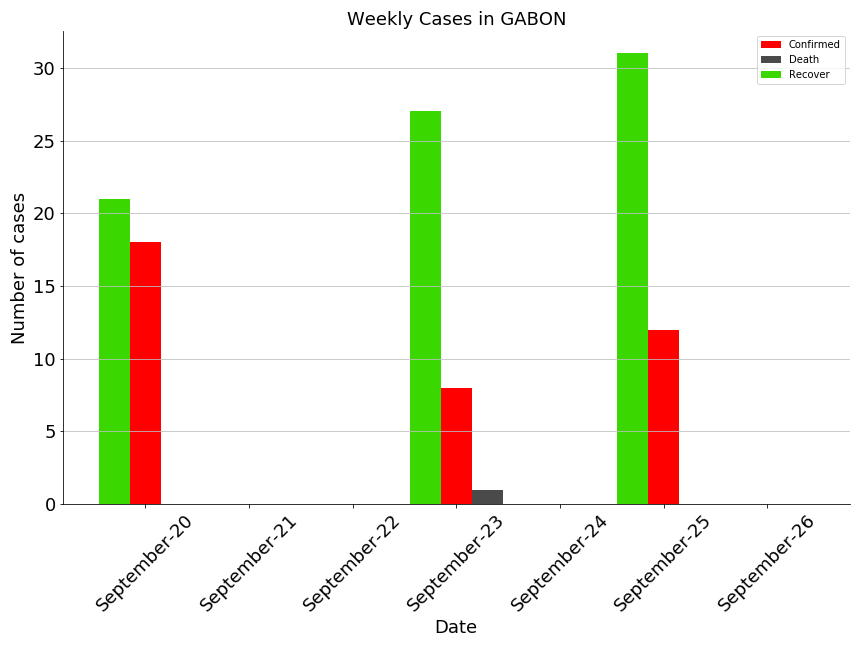 Weekly Cases in GABON
Confirmed
Death
Recover
Number of cases
30
25
20
15
10
5
0
September-20
September-21
September-22
September-23
September-24
September-25
September-26
Date